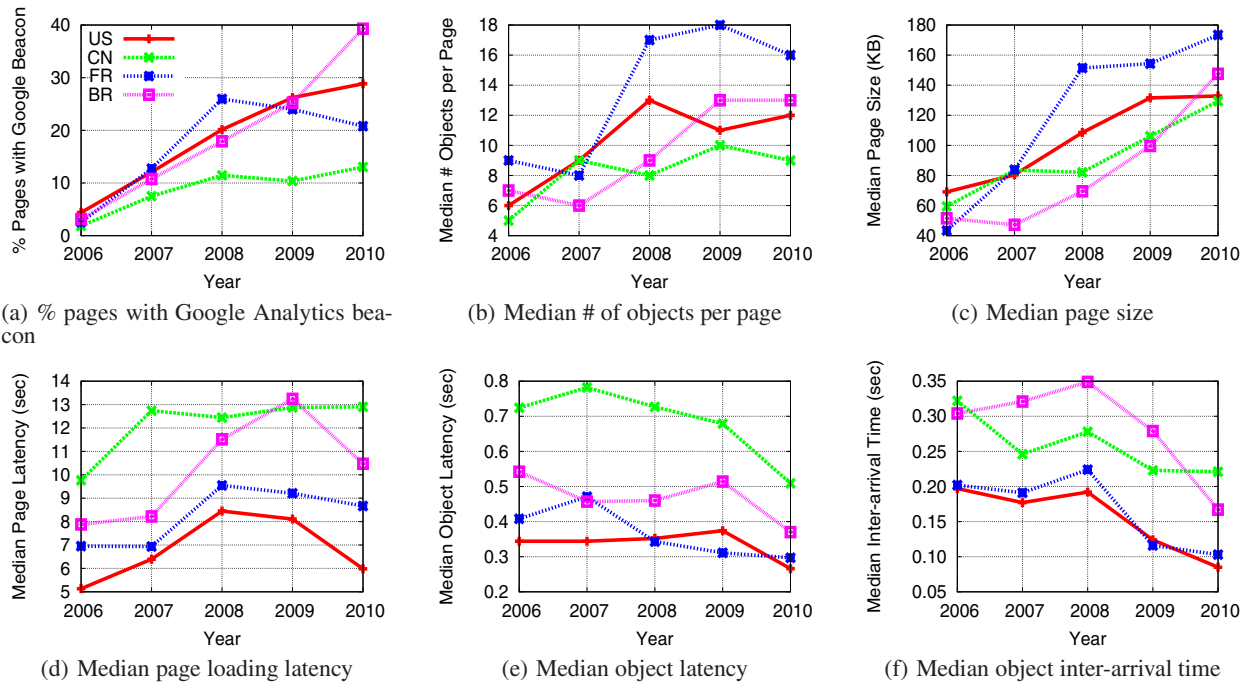 % Pages with Google Beacon
50
40
30
20
10
0
US
CN
FR
BR
2006 2007 2008 2009 2010
Year
(a) % pages with Google Analytics bea-
con
Median # Objects per Page
18
16
14
12
10
8
6
4
2006 2007 2008 2009 2010
Year
(b) Median # of objects per page
Median Page Size (KB)
180
160
140
120
100
80
60
40
2006 2007 2008 2009 2010
Year
(c) Median page size
Median Page Latency (sec)
14
13
12
11
10
9
8
7
6
5
2006 2007 2008 2009 2010
Year
(d) Median page loading latency
Median Object Latency (sec)
0.8
0.7
0.6
0.5
0.4
0.3
0.2
2006 2007 2008 2009 2010
Year
(e) Median object latency
Median Inter-arrival Time (sec)
0.35
0.30
0.25
0.20
0.15
0.10
0.05
2006 2007 2008 2009 2010
Year
(f) Median object inter-arrival time